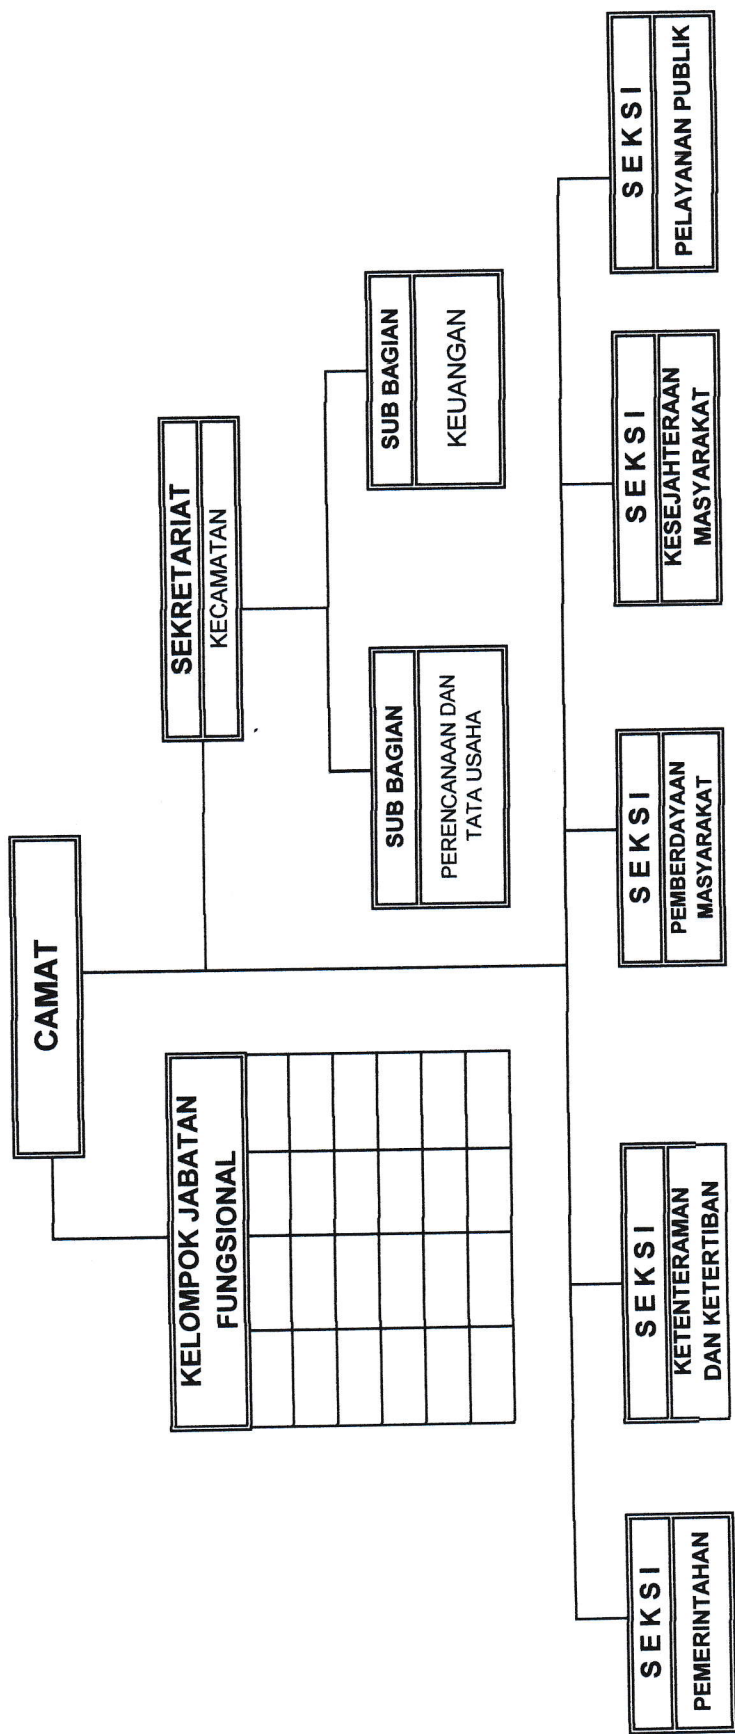 CAMAT
KELOMPOK JABATAN
FUNGSIONAL
SEKRETARIAT
KECAMATAN
SUB BAGIAN
PERENCANAAN DAN
TATA USAHA
SUB BAGIAN
KEUANGAN
S E K S I
PEMERINTAHAN
S E K S I
KETENTERAMAN
DAN KETERTIBAN
S E K S I
PEMBERDAYAAN
MASYARAKAT
S E K S I
KESEJAHTERAAN
MASYARAKAT
S E K S I
PELAYANAN PUBLIK